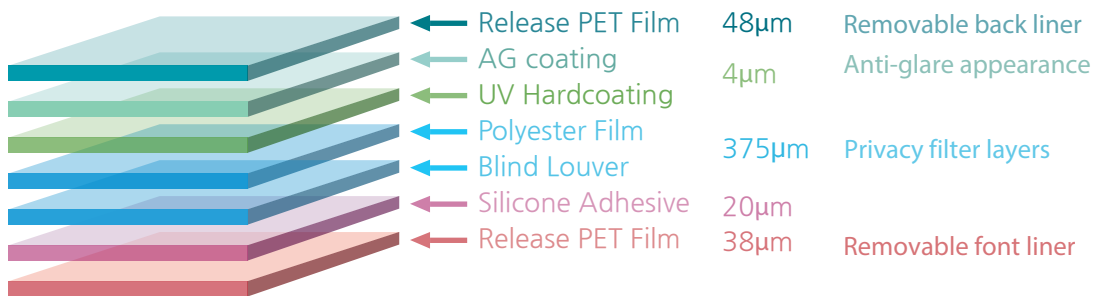 Release PET Film 48µm Removable back liner
AG coating Anti-glare appearance
4µm
UV Hardcoating
Polyester Film
375µm Privacy filter layers
Blind Louver
Silicone Adhesive 20µm
Release PET Film 38µm Removable font liner